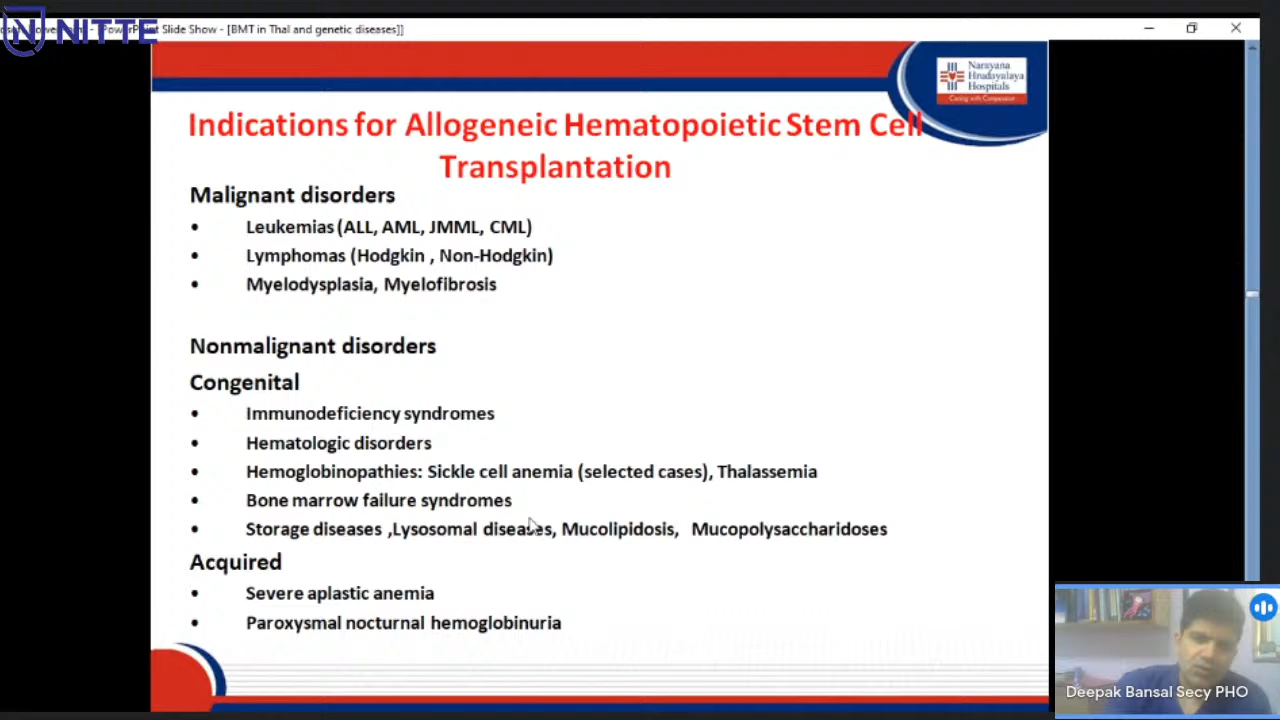 NITTE
PowerPoint Slide Show - [BMT in Thal and genetic diseases]]
Narayana
Hrudayalaya
Hospitals
Caring with Compassion
Indications for Allogeneic Hematopoietic Stem Cell
Transplantation
Malignant disorders
• Leukemias (ALL, AML, JMML, CML)
• Lymphomas (Hodgkin , Non-Hodgkin)
• Myelodysplasia, Myelofibrosis
Nonmalignant disorders
Congenital
• Immunodeficiency syndromes
• Hematologic disorders
• Hemoglobinopathies: Sickle cell anemia (selected cases), Thalassemia
• Bone marrow failure syndromes
• Storage diseases ,Lysosomal diseases, Mucolipidosis, Mucopolysaccharidoses
Acquired
• Severe aplastic anemia
• Paroxysmal nocturnal hemoglobinuria
Deepak Bansal Secy PHO